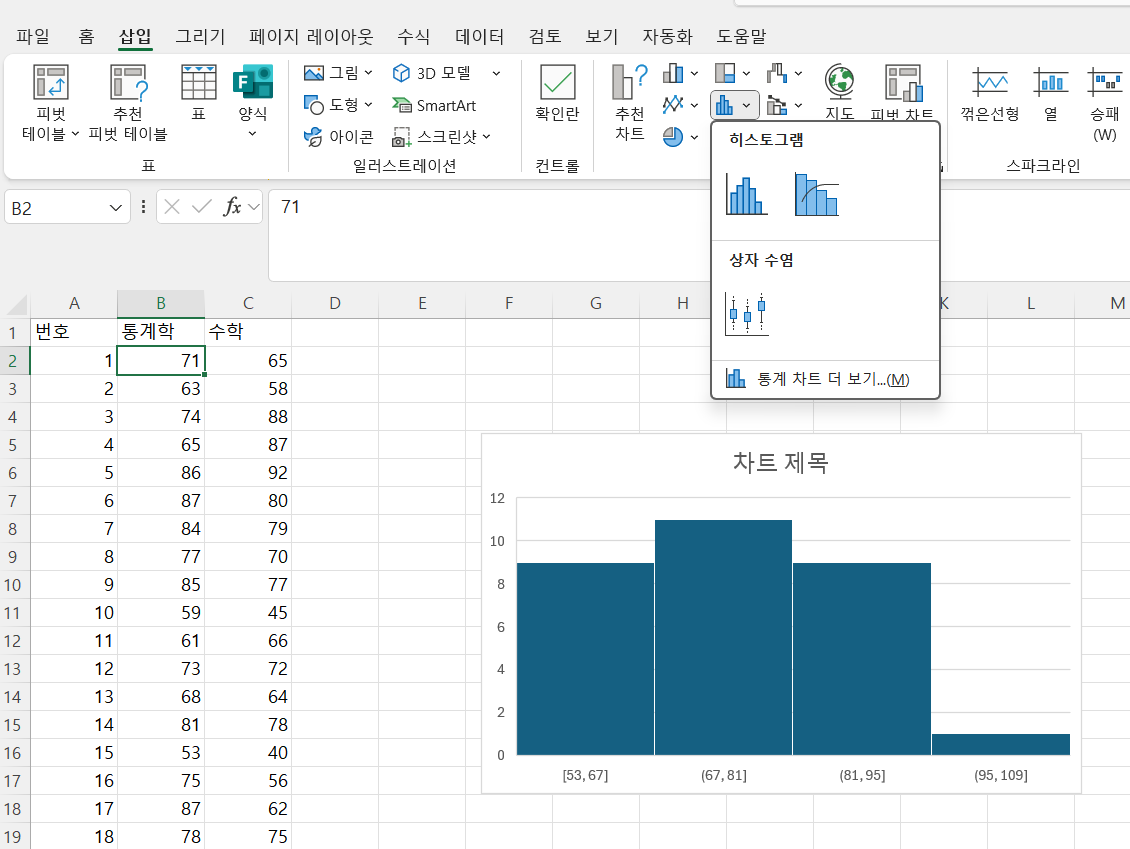 파일 홈 삽입 그리기 페이지 레이아웃 수식 데이터 검토 보기 자동화 도움말
피벗 테이블
추천 피벗 테이블
표
양식
표
그림
도형
아이콘
3D 모델
SmartArt
스크린샷
일러스트레이션
확인란
컨트롤
추천 차트
지도
피벗 차트
꺾은선형
열
승패 (W)
스파크라인
히스토그램
상자 수염
통계 차트 더 보기...(M)
B2
fx
71
A B C D E F G H K L M
1 번호 통계학 수학
2 1 71 65
3 2 63 58
4 3 74 88
5 4 65 87
6 5 86 92
7 6 87 80
8 7 84 79
9 8 77 70
10 9 85 77
11 10 59 45
12 11 61 66
13 12 73 72
14 13 68 64
15 14 81 78
16 15 53 40
17 16 75 56
18 17 87 62
19 18 78 75
차트 제목
12
10
8
6
4
2
0
[53, 67] (67, 81] (81, 95] (95, 109]